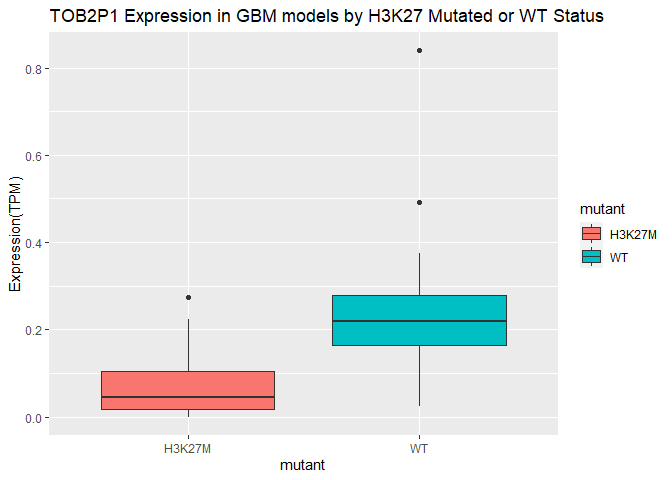 TOB2P1 Expression in GBM models by H3K27 Mutated or WT Status
Expression(TPM)
0.8
0.6
0.4
0.2
0.0
H3K27M
WT
mutant
mutant
H3K27M
WT